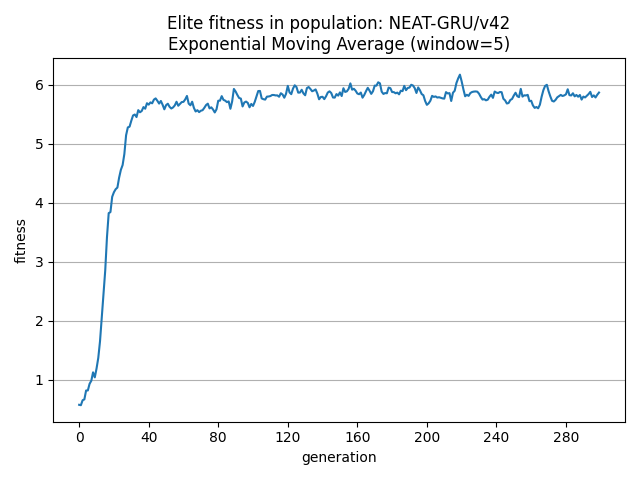 Elite fitness in population: NEAT-GRU/v42
Exponential Moving Average (window=5)
fitness
6
5
4
3
2
1
0 40 80 120 160 200 240 280
generation